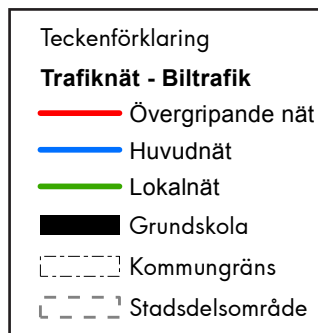 Teckenförklaring
Trafiknät - Biltrafik
Övergripande nät
Huvudnät
Lokalnät
Grundskola
Kommungräns
Stadsdelsområde